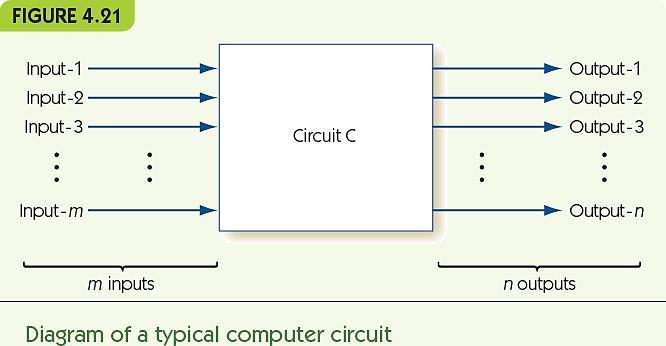 FIGURE 4.21
Input-1
Output-1
Input-2
Output-2
Input-3
Output-3
Circuit C
Input-m
Output-n
m inputs
n outputs
Diagram of a typical computer circuit